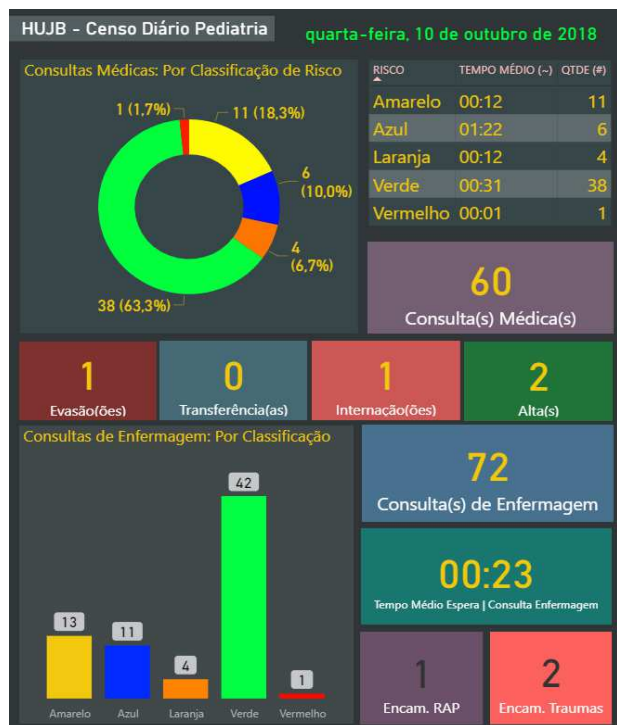 HUJB - Censo Diário Pediatria
quarta-feira, 10 de outubro de 2018
Consultas Médicas: Por Classificação de Risco
1 (1,7%)
11 (18,3%)
6
(10,0%)
4
(6,7%)
38 (63,3%)
RISCO TEMPO MÉDIO (~) QTDE (#)
Amarelo 00:12 11
Azul 01:22 6
Laranja 00:12 4
Verde 00:31 38
Vermelho 00:01 1
60
Consulta(s) Médica(s)
1
Evasão(ões)
0
Transferência(as)
1
Internação(ões)
2
Alta(s)
Consultas de Enfermagem: Por Classificação
13
11
4
42
1
Amarelo Azul Laranja Verde Vermelho
72
Consulta(s) de Enfermagem
00:23
Tempo Médio Espera | Consulta Enfermagem
1
Encam. RAP
2
Encam. Traumas